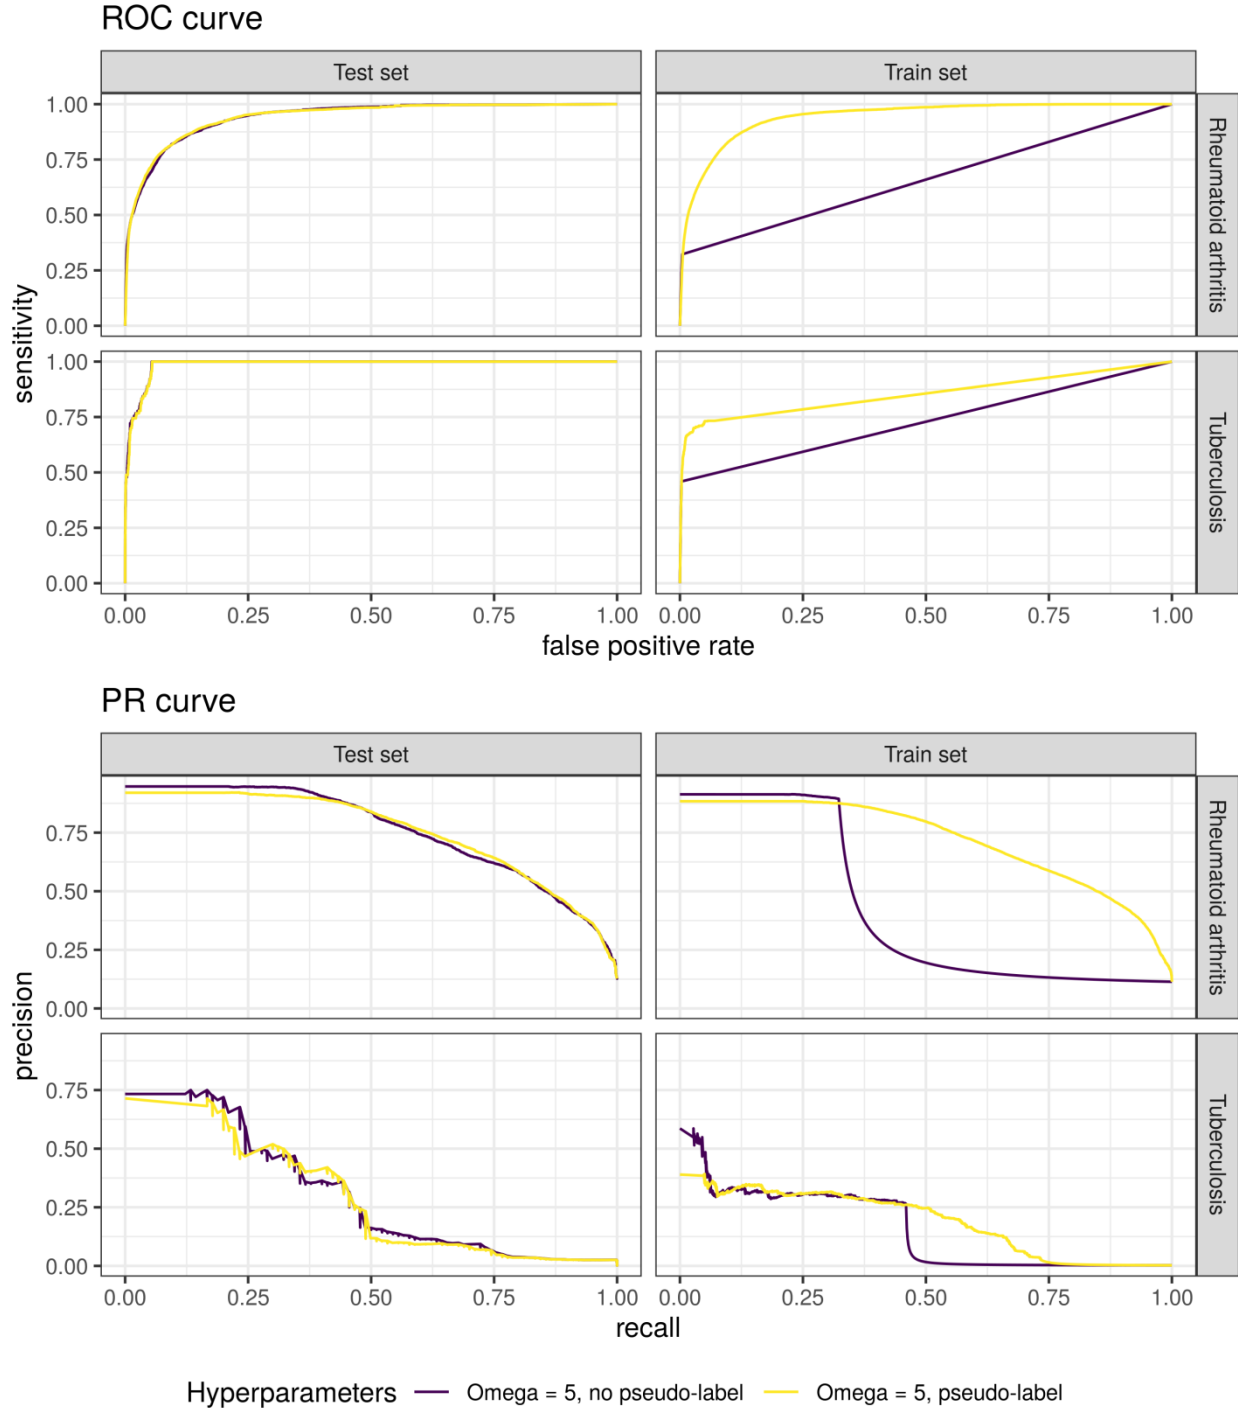 ROC curve
Test set
Train set
1.00
0.75
0.50
0.25
0.00
Rheumatoid arthritis
1.00
0.75
0.50
0.25
0.00
Tuberculosis
sensitivity
0.00 0.25 0.50 0.75 1.00
0.00 0.25 0.50 0.75 1.00
false positive rate
PR curve
Test set
Train set
0.75
0.50
0.25
0.00
Rheumatoid arthritis
0.75
0.50
0.25
0.00
Tuberculosis
precision
0.00 0.25 0.50 0.75 1.00
0.00 0.25 0.50 0.75 1.00
recall
Hyperparameters Omega = 5, no pseudo-label Omega = 5, pseudo-label